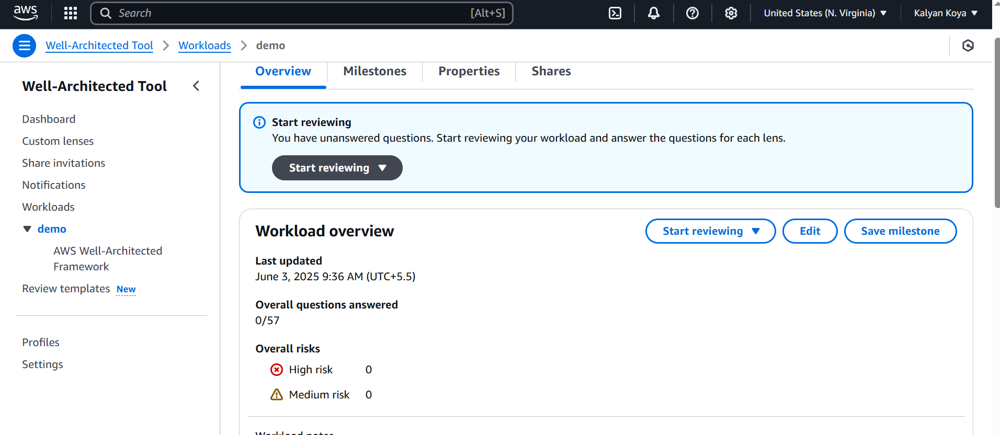 aws
Search [Alt+S]
United States (N. Virginia)
Kalyan Koya
Well-Architected Tool
Workloads
demo
Well-Architected Tool
Dashboard
Custom lenses
Share invitations
Notifications
Workloads
demo
AWS Well-Architected
Framework
Review templates New
Profiles
Settings
Overview
Milestones
Properties
Shares
Start reviewing
You have unanswered questions. Start reviewing your workload and answer the questions for each lens.
Start reviewing
Workload overview
Start reviewing
Edit
Save milestone
Last updated
June 3, 2025 9:36 AM (UTC+5.5)
Overall questions answered
0/57
Overall risks
High risk 0
Medium risk 0
Workload notes